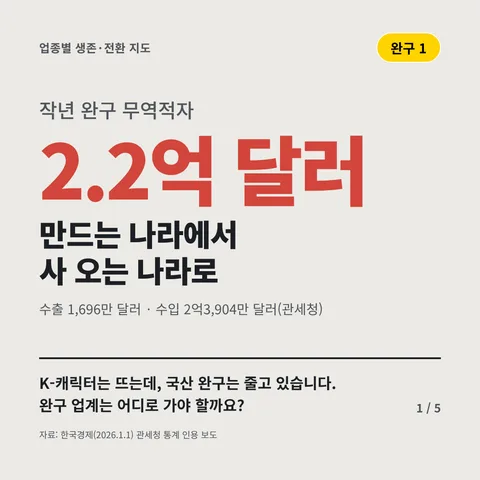 업종별 생존·전환 지도
완구 1
작년 완구 무역적자
2.2억 달러
만드는 나라에서
사 오는 나라로
수출 1,696만 달러 · 수입 2억3,904만 달러(관세청)
K-캐릭터는 뜨는데, 국산 완구는 줄고 있습니다.
완구 업계는 어디로 가야 할까요?
1 / 5
자료: 한국경제(2026.1.1) 관세청 통계 인용 보도